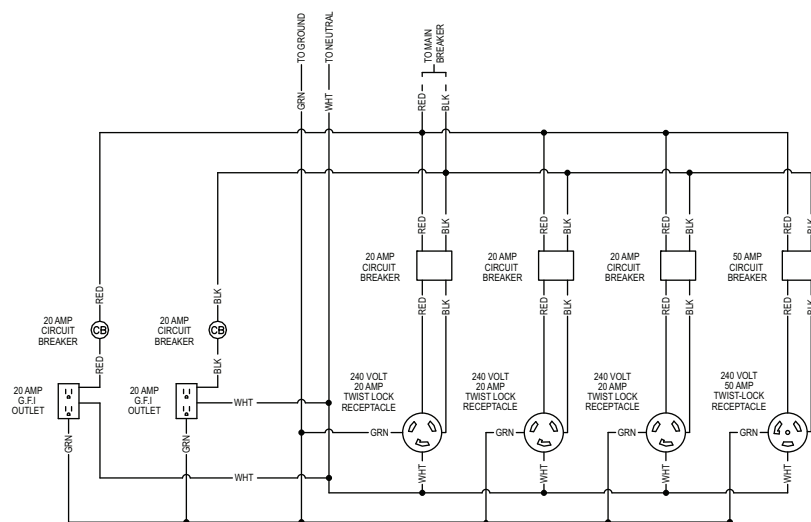 TO GROUND
TO NEUTRAL
TO MAIN
BREAKER
GRN
WHT
RED
BLK
RED
BLK
RED
BLK
RED
BLK
RED
BLK
20 AMP
CIRCUIT
BREAKER
20 AMP
CIRCUIT
BREAKER
20 AMP
CIRCUIT
BREAKER
50 AMP
CIRCUIT
BREAKER
RED
BLK
RED
BLK
RED
BLK
RED
BLK
RED
BLK
20 AMP
CIRCUIT
BREAKER
CB
20 AMP
CIRCUIT
BREAKER
CB
RED
BLK
20 AMP
G.F.I
OUTLET
20 AMP
G.F.I
OUTLET
240 VOLT
20 AMP
TWIST LOCK
RECEPTACLE
240 VOLT
20 AMP
TWIST LOCK
RECEPTACLE
240 VOLT
20 AMP
TWIST LOCK
RECEPTACLE
240 VOLT
50 AMP
TWIST-LOCK
RECEPTACLE
WHT
GRN
GRN
GRN
GRN
GRN
GRN
WHT
WHT
WHT
WHT
WHT